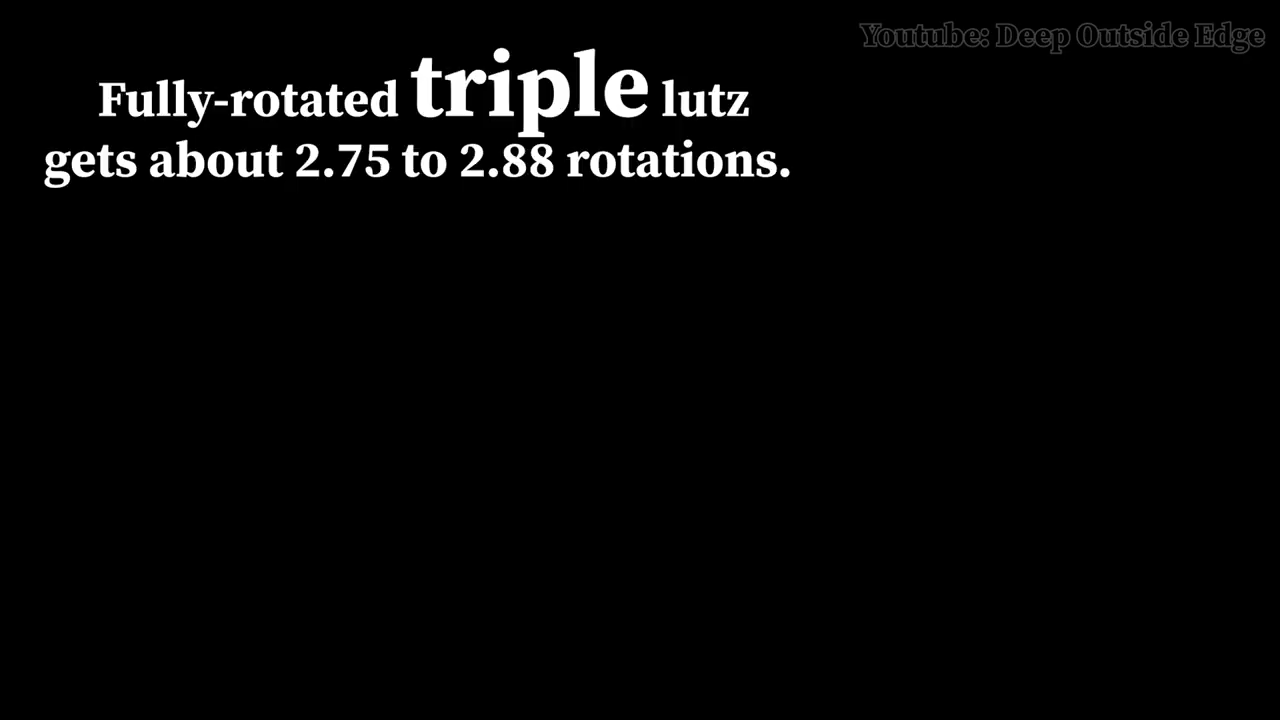 Youtube: Deep Outside Edge
Fully-rotated triple lutz
gets about 2.75 to 2.88 rotations.